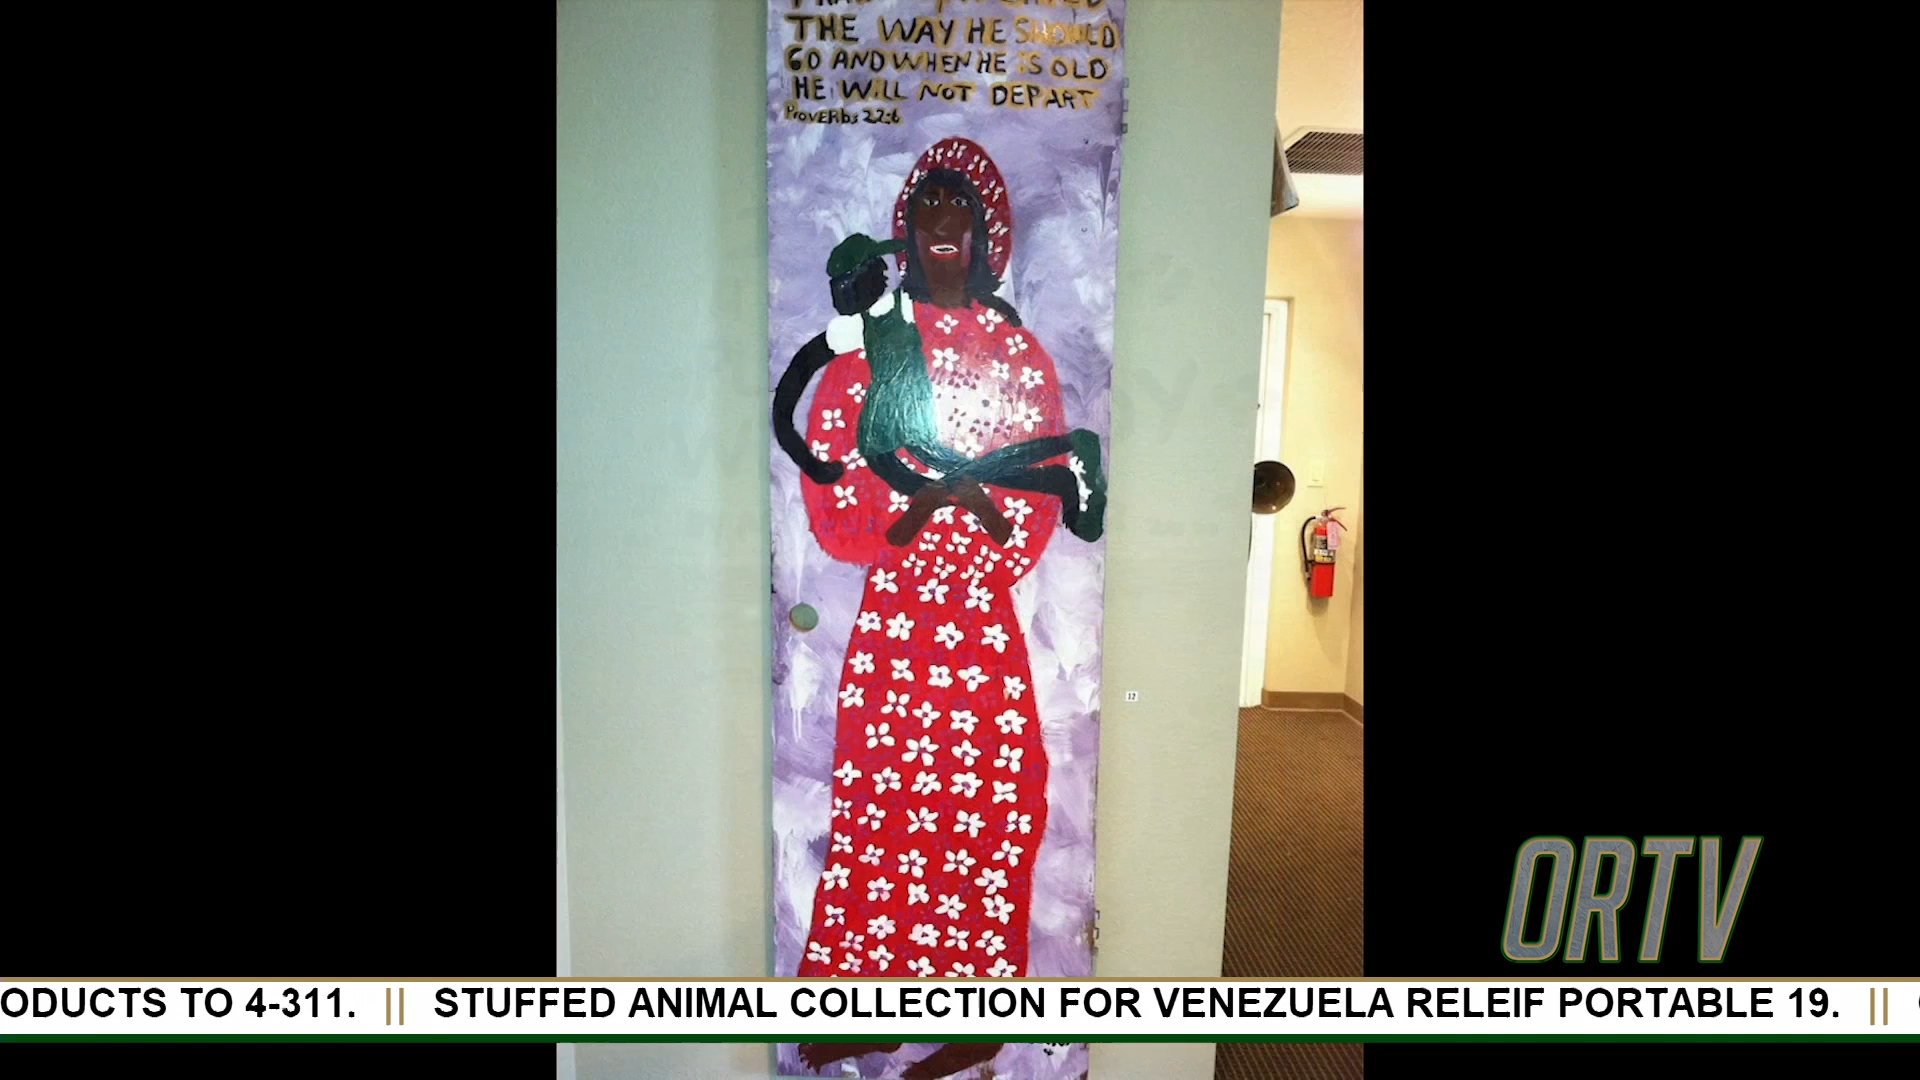 THE WAY HE SHOULD
GO AND WHEN HE IS OLD
HE WILL NOT DEPART
PROVERbs 22:6
12
ORTV
ODUCTS TO 4-311. || STUFFED ANIMAL COLLECTION FOR VENEZUELA RELEIF PORTABLE 19. ||